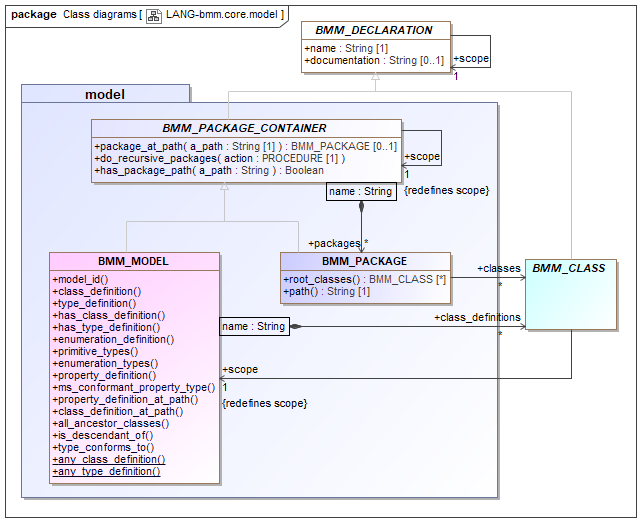 package Class diagrams [ LANG-bmm.core.model ]
BMM_DECLARATION
+name : String [1]
+documentation : String [0..1]
+scope
1
model
BMM_PACKAGE_CONTAINER
+package_at_path( a_path : String [1] ) : BMM_PACKAGE [0..1]
+do_recursive_packages( action : PROCEDURE [1] )
+has_package_path( a_path : String ) : Boolean
+scope
1
{redefines scope}
name : String
+packages *
BMM_MODEL
+model_id()
+class_definition()
+type_definition()
+has_class_definition()
+has_type_definition()
+enumeration_definition()
+primitive_types()
+enumeration_types()
+property_definition()
+ms_conformant_property_type()
+property_definition_at_path()
+class_definition_at_path()
+all_ancestor_classes()
+is_descendant_of()
+type_conforms_to()
+any_class_definition()
+any_type_definition()
BMM_PACKAGE
+root_classes() : BMM_CLASS [*]
+path() : String [1]
+classes
*
BMM_CLASS
name : String
+class_definitions
*
+scope
1
{redefines scope}